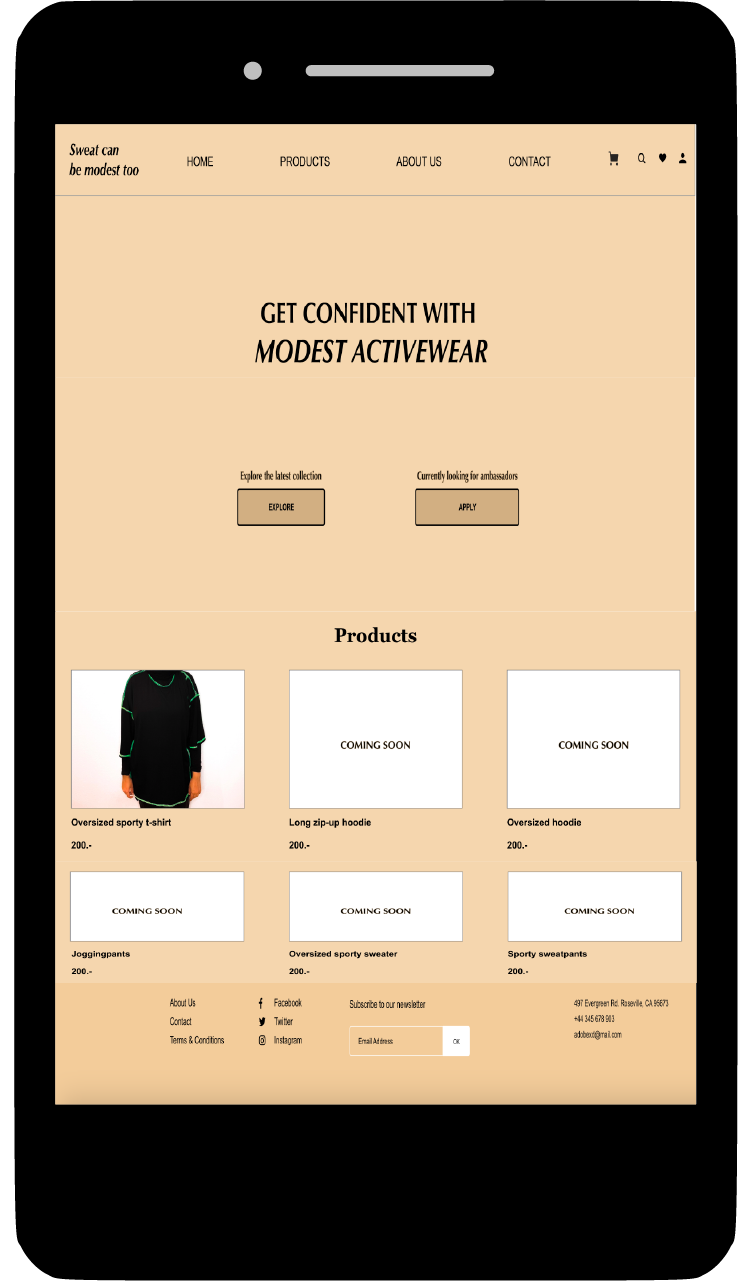 Sweat can
be modest too
HOME
PRODUCTS
ABOUT US
CONTACT
GET CONFIDENT WITH
MODEST ACTIVEWEAR
Explore the latest collection
EXPLORE
Currently looking for ambassadors
APPLY
Products
COMING SOON
COMING SOON
Oversized sporty t-shirt
200.-
Long zip-up hoodie
200.-
Oversized hoodie
200.-
COMING SOON
COMING SOON
COMING SOON
Joggingpants
200.-
Oversized sporty sweater
200.-
Sporty sweatpants
200.-
About Us
Contact
Terms & Conditions
Facebook
Twitter
Instagram
Subscribe to our newsletter
Email Address
OK
497 Evergreen Rd. Roseville, CA 95673
+44 345 678 903
adobexd@mail.com